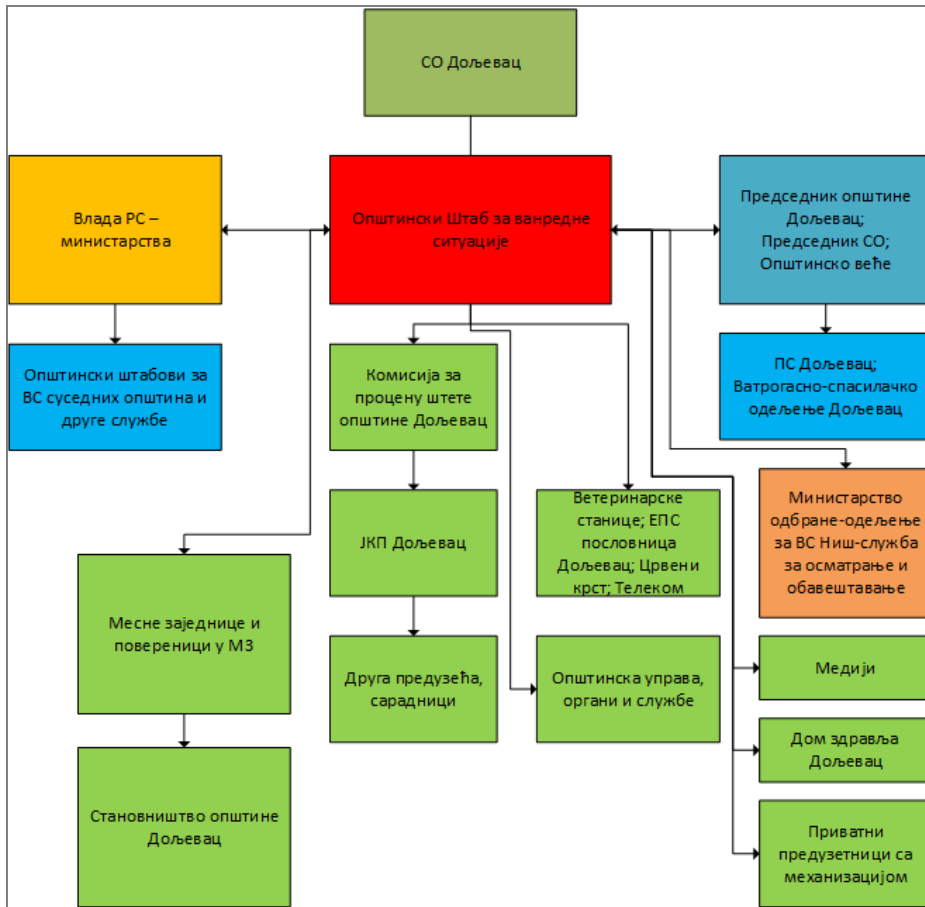 СО Дољевац
Влада РС –
министарства
Општински Штаб за ванредне
ситуације
Председник општине
Дољевац;
Председник СО;
Општинско веће
Општински штабови за
ВС суседних општина и
друге службе
Комисија за
процену штете
општине Дољевац
ПС Дољевац;
Ватрогасно-спасилачко
одељење Дољевац
ЈКП Дољевац
Ветеринарске
станице; ЕПС
пословница
Дољевац; Црвени
крст; Телеком
Министарство
одбране-одељење
за ВС Ниш-служба
за осматрање и
обавештавање
Месне заједнице и
повереници у МЗ
Друга предузећа,
сарадници
Општинска управа,
органи и службе
Медији
Дом здравља
Дољевац
Становништво општине
Дољевац
Приватни
предузетници са
механизацијом